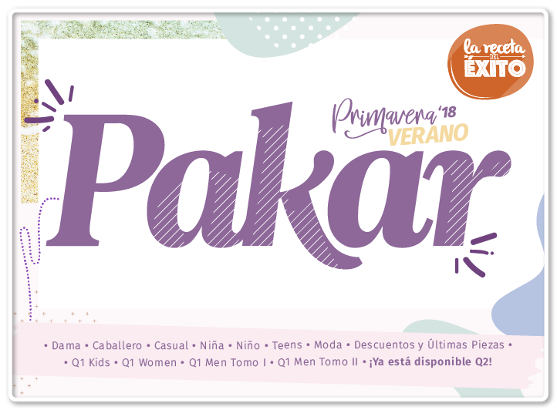 la receta
del
ÉXITO
Primavera '18
VERANO
Pakar
• Dama • Caballero • Casual • Niña • Niño • Teens • Moda • Descuentos y Últimas Piezas •
• Q1 Kids • Q1 Women • Q1 Men Tomo I • Q1 Men Tomo II • ¡Ya está disponible Q2!